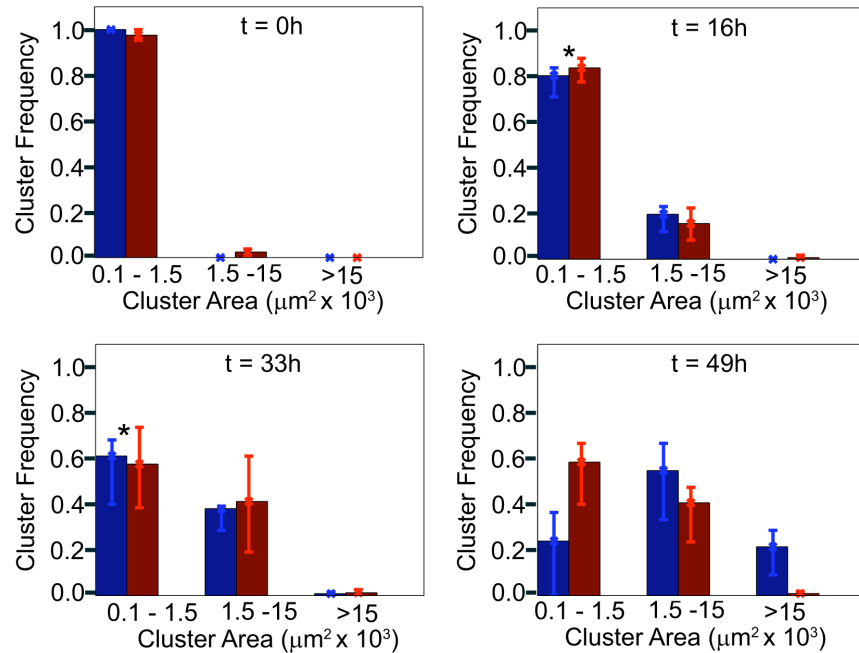 t = 0h
Cluster Frequency
1.0
0.8
0.6
0.4
0.2
0.0
0.1 - 1.5 1.5 -15 >15
Cluster Area (μm² x 10³)
t = 16h
*
Cluster Frequency
1.0
0.8
0.6
0.4
0.2
0.0
0.1 - 1.5 1.5 -15 >15
Cluster Area (μm² x 10³)
t = 33h
*
Cluster Frequency
1.0
0.8
0.6
0.4
0.2
0.0
0.1 - 1.5 1.5 -15 >15
Cluster Area (μm² x 10³)
t = 49h
Cluster Frequency
1.0
0.8
0.6
0.4
0.2
0.0
0.1 - 1.5 1.5 -15 >15
Cluster Area (μm² x 10³)